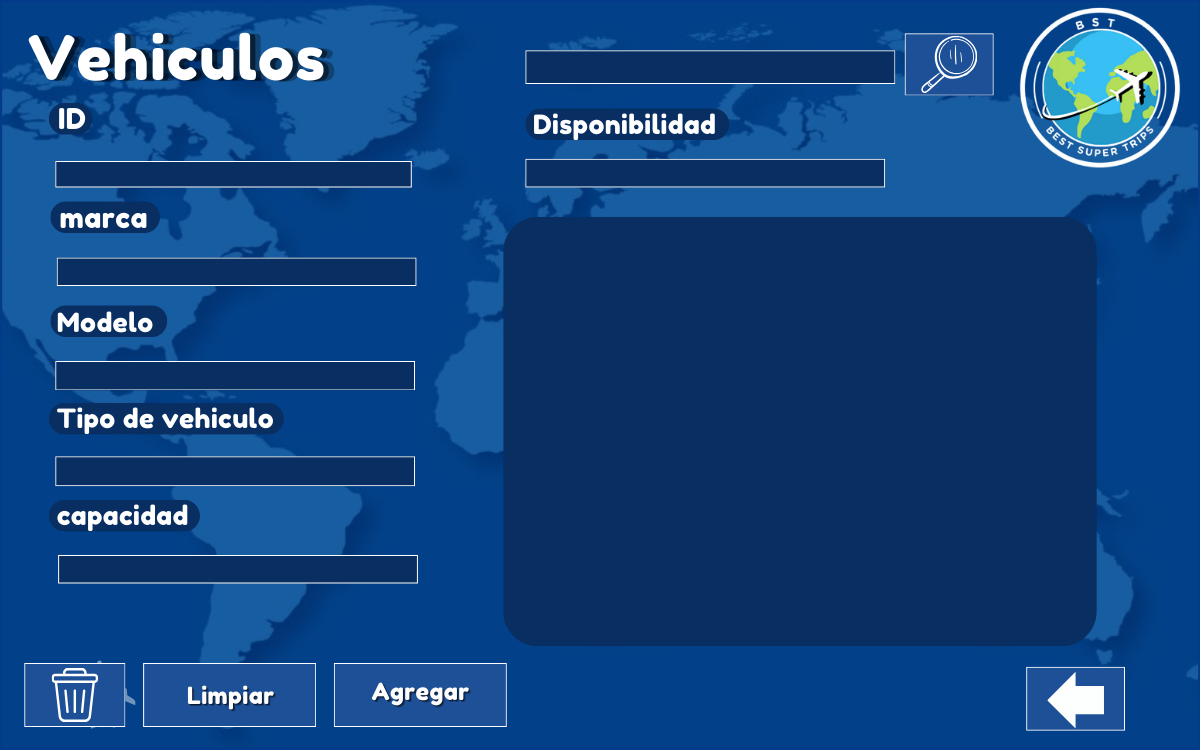 Vehiculos
ID
marca
Modelo
Tipo de vehiculo
capacidad
Disponibilidad
BST
BEST SUPER TRIPS
Limpiar
Agregar